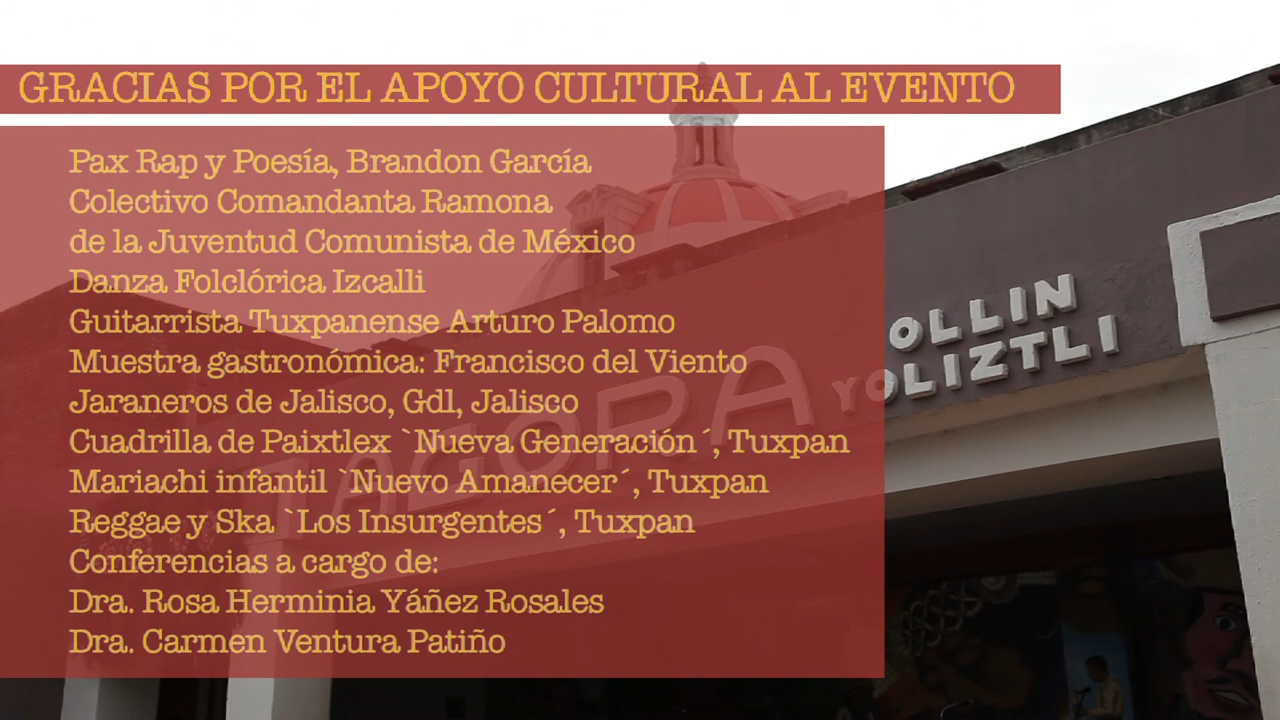 GRACIAS POR EL APOYO CULTURAL AL EVENTO
Pax Rap y Poesía, Brandon García
Colectivo Comandanta Ramona
de la Juventud Comunista de México
Danza Folclórica Izcalli
Guitarrista Tuxpanense Arturo Palomo
Muestra gastronómica: Francisco del Viento
Jaraneros de Jalisco, Gdl, Jalisco
Cuadrilla de Paixtlex `Nueva Generación´, Tuxpan
Mariachi infantil `Nuevo Amanecer´, Tuxpan
Reggae y Ska `Los Insurgentes´, Tuxpan
Conferencias a cargo de:
Dra. Rosa Herminia Yáñez Rosales
Dra. Carmen Ventura Patiño
AGORA
YOLIZTLI